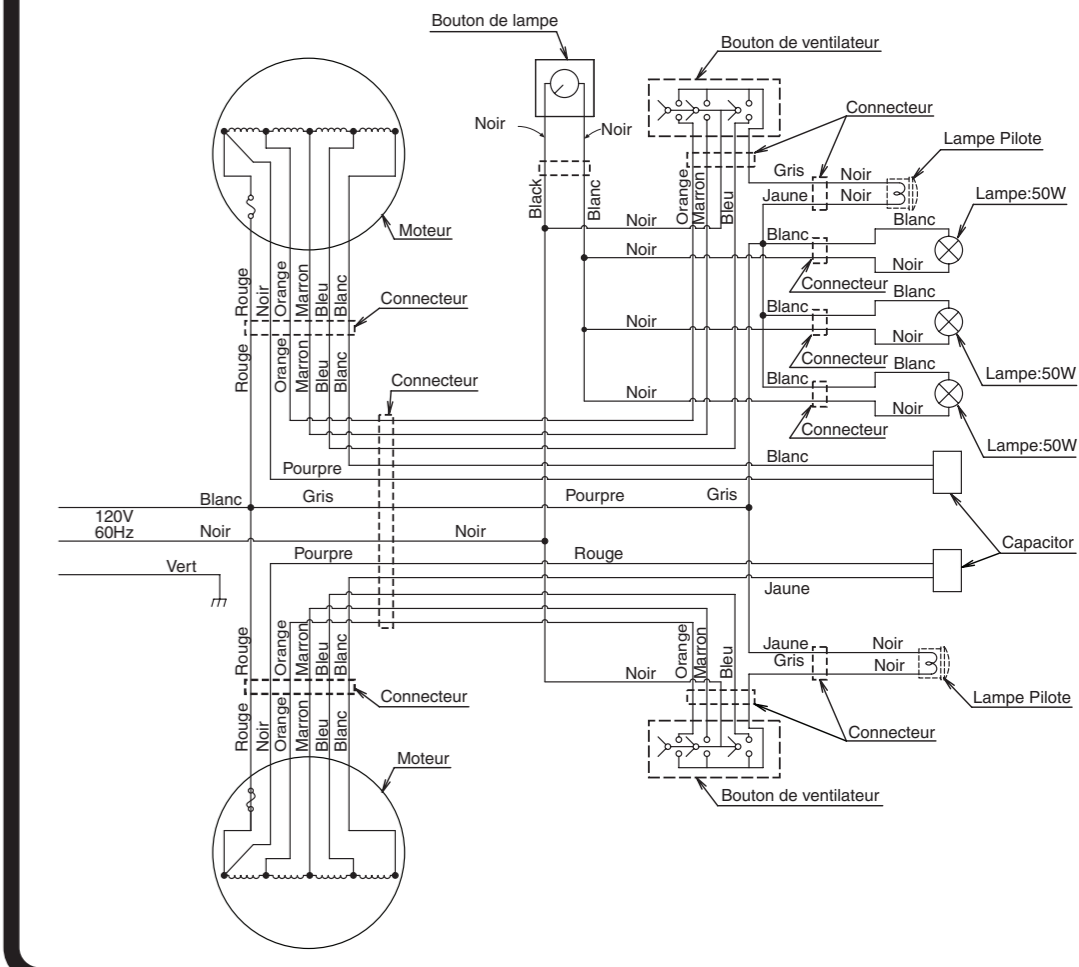 Bouton de lampe
Bouton de ventilateur
Connecteur
Lampe Pilote
Noir
Noir
Gris
Noir
Jaune
Noir
Lampe:50W
Black
Blanc
Orange
Marron
Bleu
Noir
Blanc
Blanc
Moteur
Noir
Noir
Connecteur
Rouge
Noir
Orange
Marron
Bleu
Blanc
Connecteur
Noir
Blanc
Noir
Connecteur
Lampe:50W
Rouge
Orange
Marron
Bleu
Blanc
Connecteur
Noir
Blanc
Blanc
Noir
Connecteur
Lampe:50W
Pourpre
Blanc
Blanc
Gris
Pourpre
Gris
120V
60Hz
Noir
Noir
Capacitor
Vert
Pourpre
Rouge
Jaune
Rouge
Orange
Marron
Bleu
Blanc
Orange
Marron
Bleu
Jaune
Noir
Gris
Noir
Noir
Connecteur
Lampe Pilote
Rouge
Noir
Orange
Marron
Bleu
Blanc
Connecteur
Moteur
Bouton de ventilateur